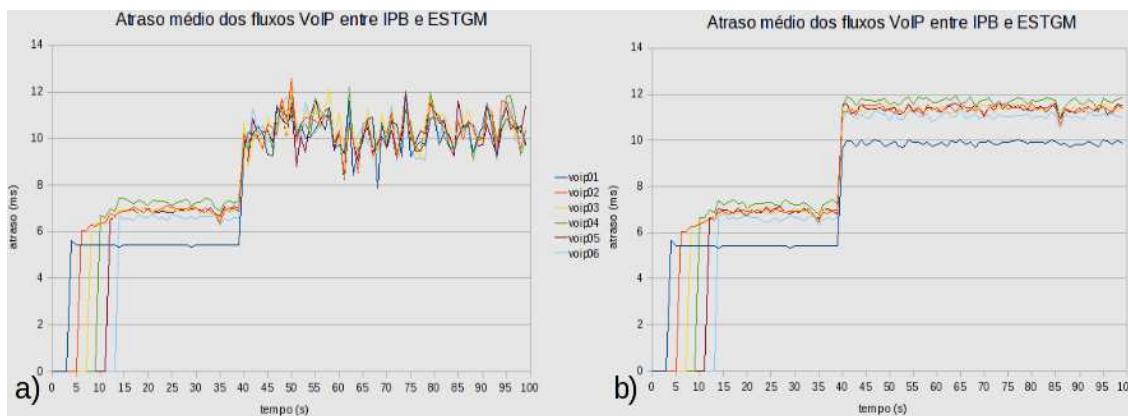 Atraso médio dos fluxos VoIP entre IPB e ESTGM
14
12
10
8
6
4
2
0
atraso (ms)
0 5 10 15 20 25 30 35 40 45 50 55 60 65 70 75 80 85 90 95 100
tempo (s)
a)
voip01
voip02
voip03
voip04
voip05
voip06
Atraso médio dos fluxos VoIP entre IPB e ESTGM
14
12
10
8
6
4
2
0
atraso (ms)
0 5 10 15 20 25 30 35 40 45 50 55 60 65 70 75 80 85 90 95 100
tempo (s)
b)